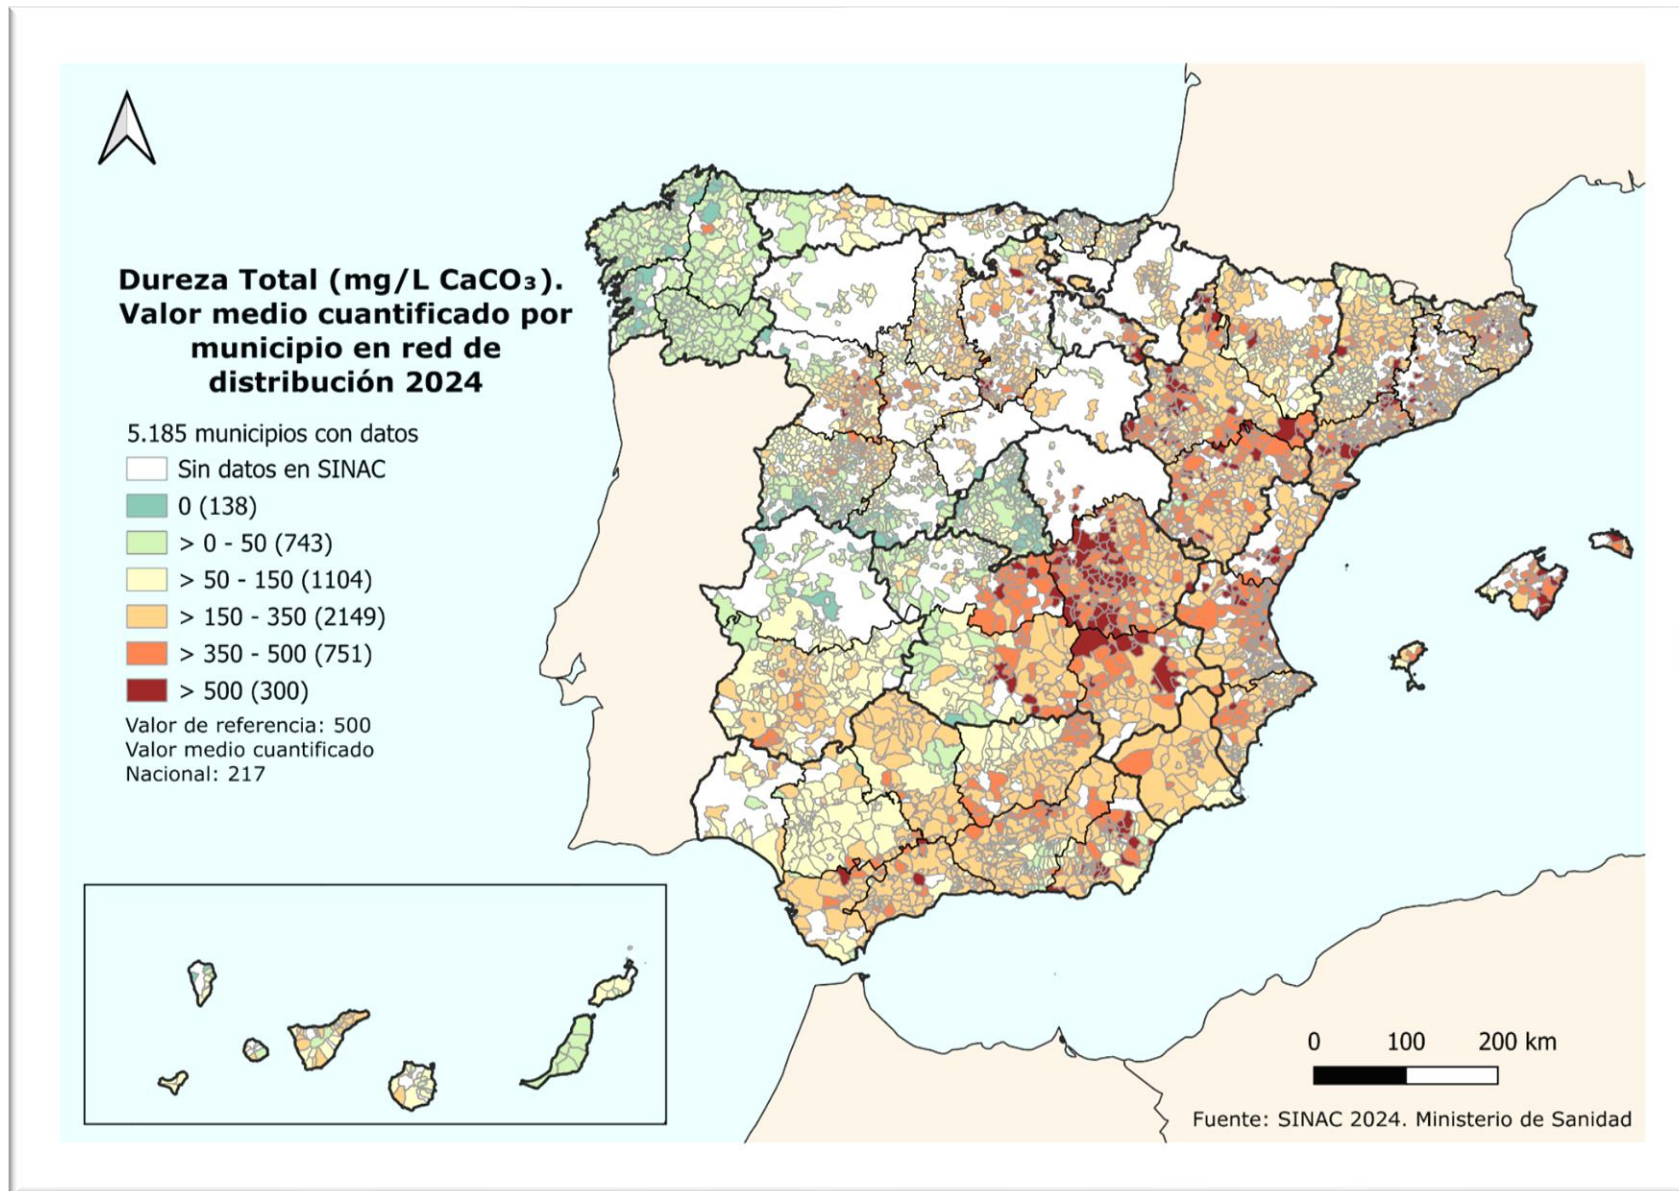 Dureza Total (mg/L CaCO₃).
Valor medio cuantificado por
municipio en red de
distribución 2024
5.185 municipios con datos
Sin datos en SINAC
0 (138)
> 0 - 50 (743)
> 50 - 150 (1104)
> 150 - 350 (2149)
> 350 - 500 (751)
> 500 (300)
Valor de referencia: 500
Valor medio cuantificado
Nacional: 217
0 100 200 km
Fuente: SINAC 2024. Ministerio de Sanidad